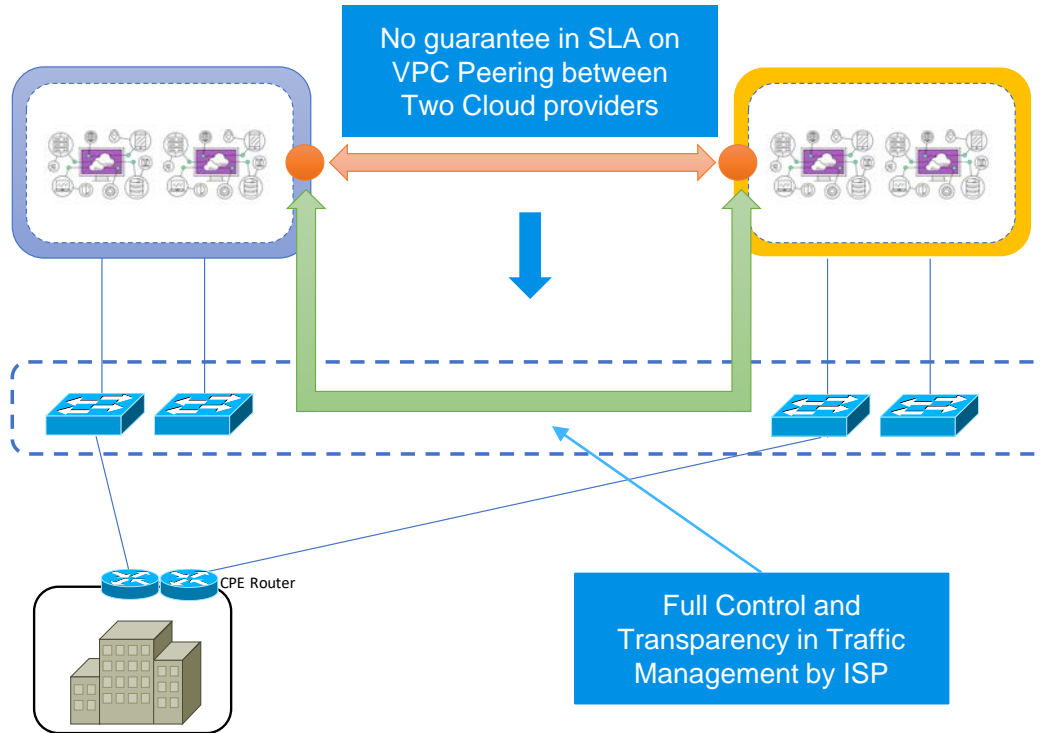 No guarantee in SLA on
VPC Peering between
Two Cloud providers
CPE Router
Full Control and
Transparency in Traffic
Management by ISP